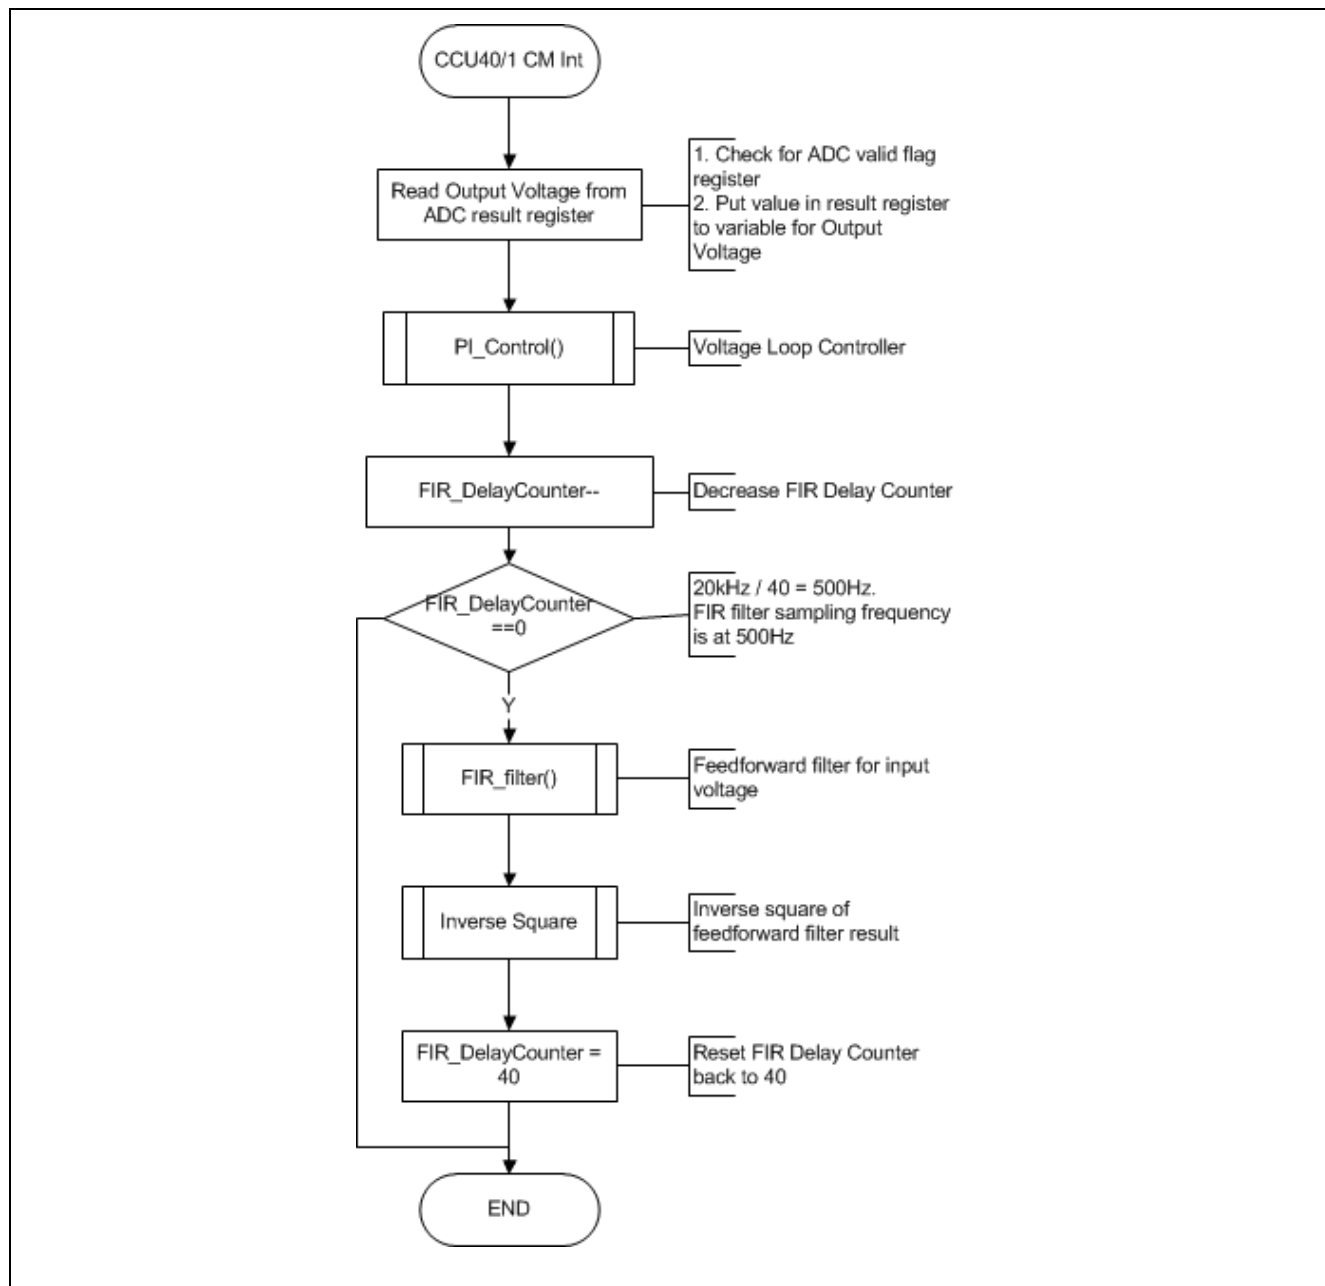 CCU40/1 CM Int
Read Output Voltage from
ADC result register
1. Check for ADC valid flag
register
2. Put value in result register
to variable for Output
Voltage
PI_Control()
Voltage Loop Controller
FIR_DelayCounter--
Decrease FIR Delay Counter
FIR_DelayCounter
==0
20kHz / 40 = 500Hz.
FIR filter sampling frequency
is at 500Hz
Y
FIR_filter()
Feedforward filter for input
voltage
Inverse Square
Inverse square of
feedforward filter result
FIR_DelayCounter =
40
Reset FIR Delay Counter
back to 40
END